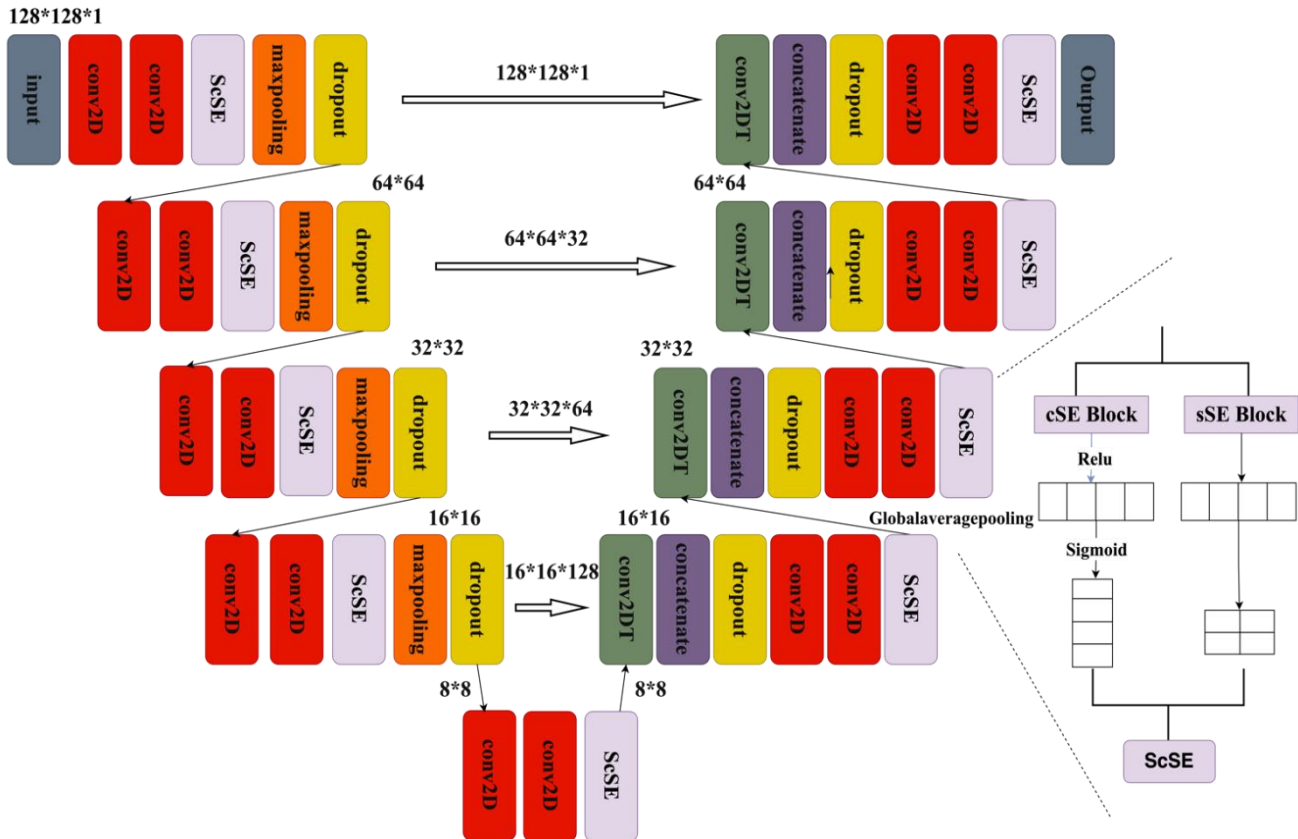 128*128*1
input
conv2D
conv2D
ScSE
maxpooling
dropout
128*128*1
conv2DT
concatenate
dropout
conv2D
conv2D
ScSE
Output
64*64
64*64
conv2D
conv2D
ScSE
maxpooling
dropout
64*64*32
conv2DT
concatenate
dropout
conv2D
conv2D
ScSE
32*32
32*32
conv2D
conv2D
ScSE
maxpooling
dropout
32*32*64
conv2DT
concatenate
dropout
conv2D
conv2D
ScSE
16*16
16*16
conv2D
conv2D
ScSE
maxpooling
dropout
16*16*128
conv2DT
concatenate
dropout
conv2D
conv2D
ScSE
8*8
8*8
conv2D
conv2D
ScSE
cSE Block
sSE Block
Relu
Globalaveragepooling
Sigmoid
ScSE